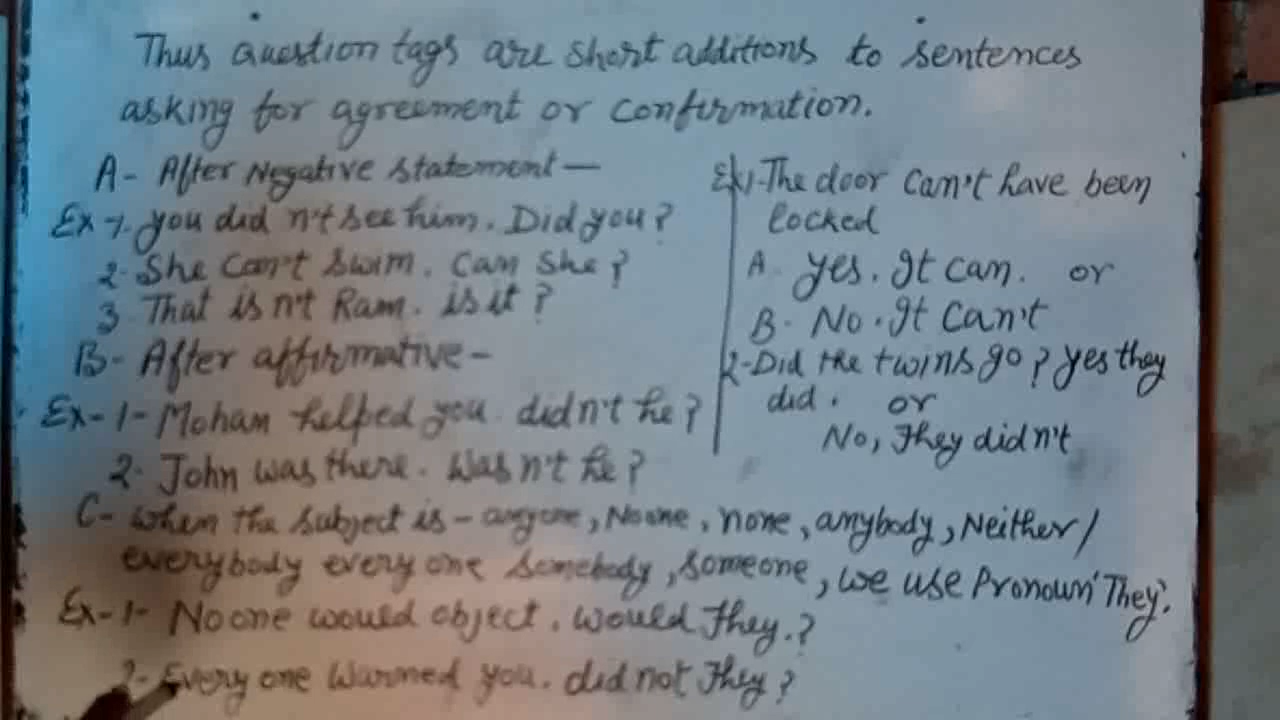 Thus question tags are short additions to sentences
asking for agreement or confirmation.
A- After Negative statement—
Ex-1. you did n't see him. Did you?
2- She can't swim. Can she?
3 That is n't Ram. is it?
B- After affirmative-
Ex-1- Mohan helped you. didn't he?
2- John was there. Was n't he?
Ex 1-The door can't have been
locked
A. yes. It can. or
B- No. It can't
2-Did the twins go? yes they
did. or
No, They didn't
C- when the subject is - anyone, No one, none, anybody, Neither/
everybody every one somebody, someone, we use Pronoun 'They'.
Ex-1- No one would object. would They.?
2- Every one warned you. did not They?